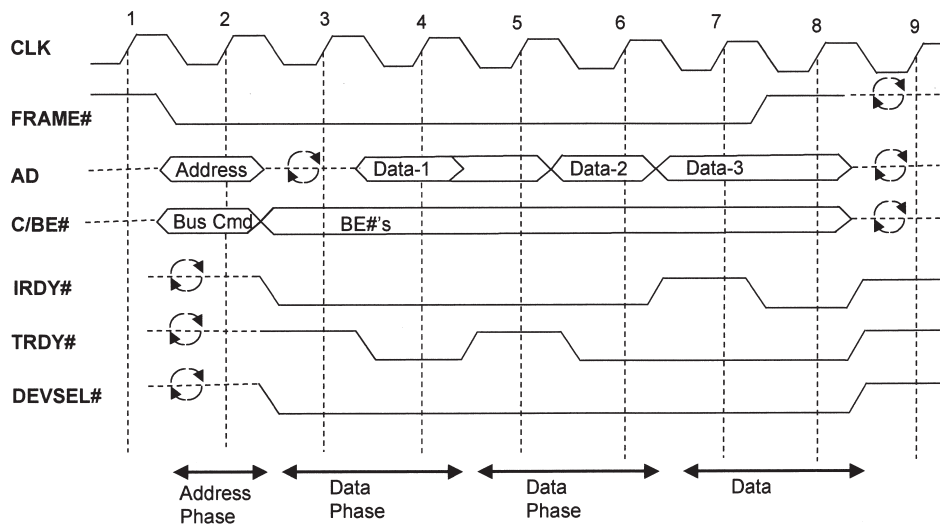 1 2 3 4 5 6 7 8 9
CLK
FRAME#
AD Address Data-1 Data-2 Data-3
C/BE# Bus Cmd BE#'s
IRDY#
TRDY#
DEVSEL#
Address Data Data Data
Phase Phase Phase